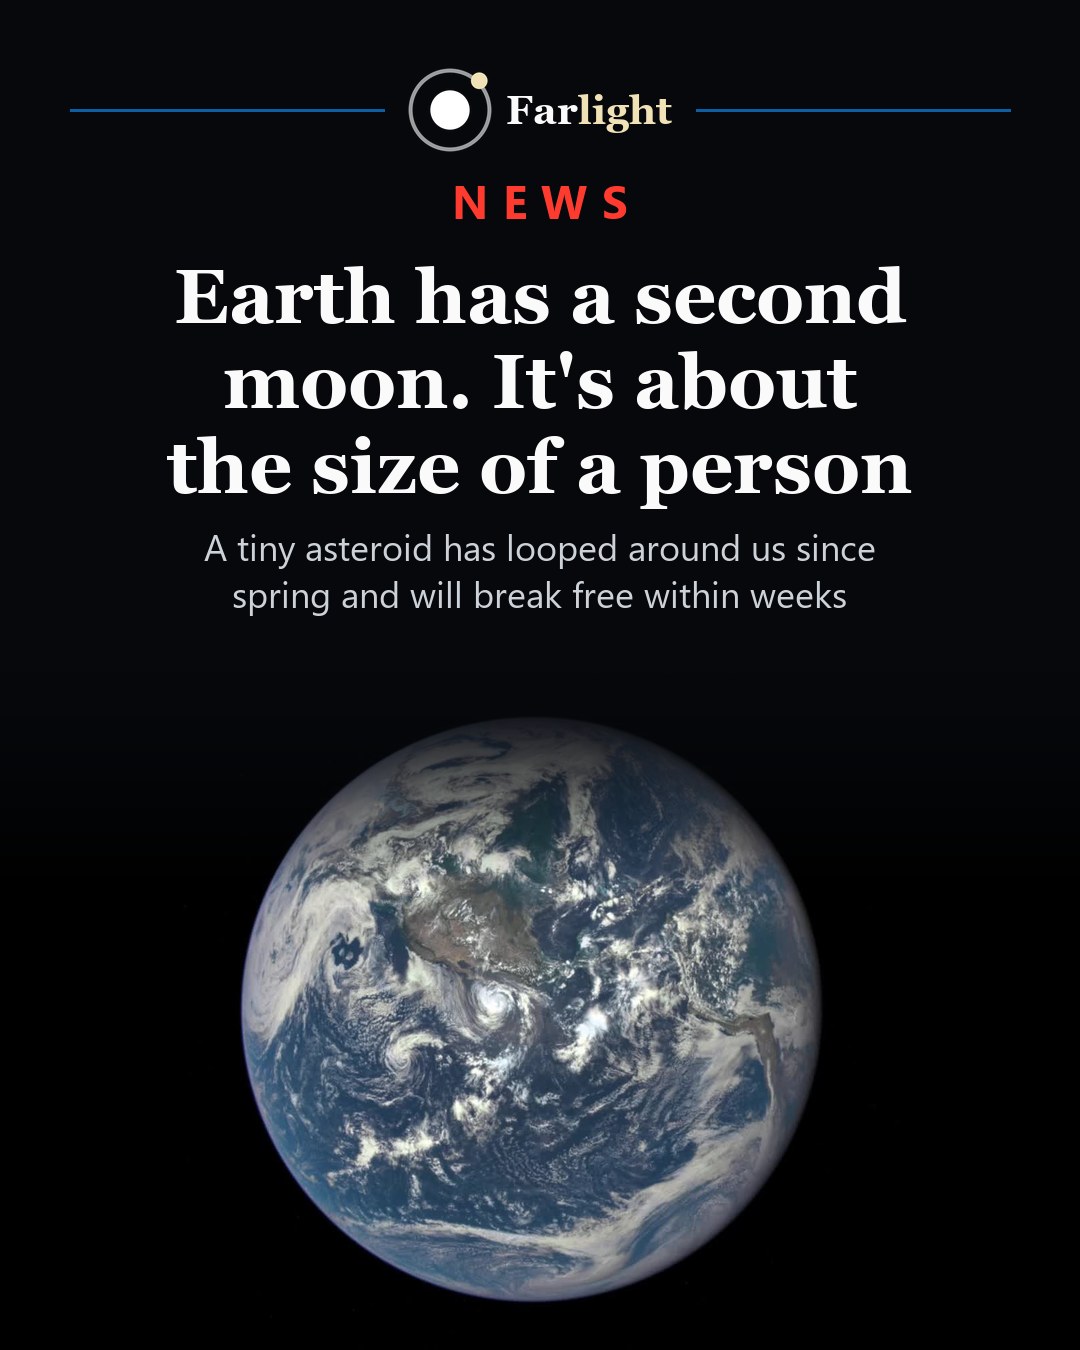 Farlight
NEWS
Earth has a second
moon. It's about
the size of a person
A tiny asteroid has looped around us since
spring and will break free within weeks